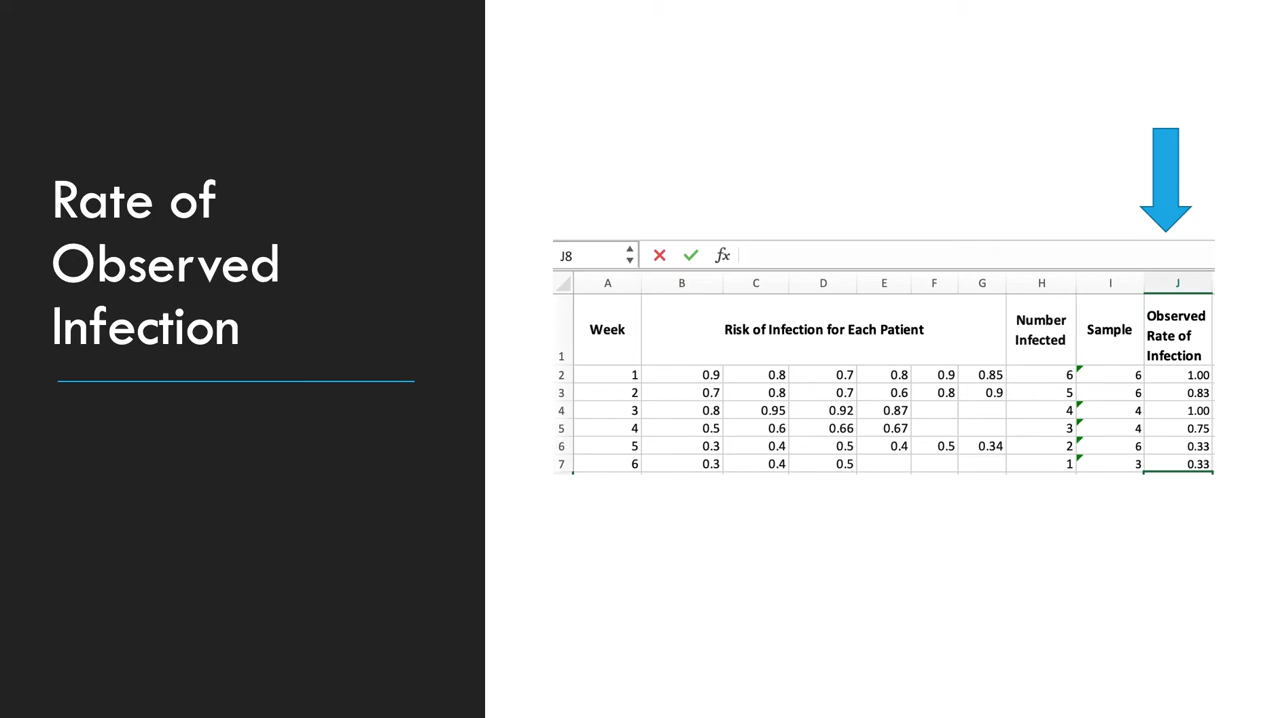 Rate of
Observed
Infection
J8 fx
A B C D E F G H I J
1 Week Risk of Infection for Each Patient Number Infected Sample Observed Rate of Infection
2 1 0.9 0.8 0.7 0.8 0.9 0.85 6 6 1.00
3 2 0.7 0.8 0.7 0.6 0.8 0.9 5 6 0.83
4 3 0.8 0.95 0.92 0.87 4 4 1.00
5 4 0.5 0.6 0.66 0.67 3 4 0.75
6 5 0.3 0.4 0.5 0.4 0.5 0.34 2 6 0.33
7 6 0.3 0.4 0.5 1 3 0.33